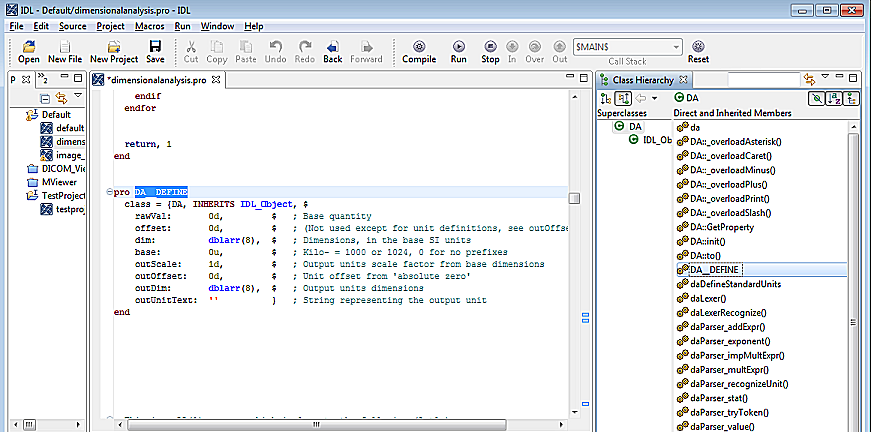 IDL - Default/dimensionalanalysis.pro - IDL
File Edit Source Project Macros Run Window Help
Open New File New Project Save Cut Copy Paste Undo Redo Back Forward Compile Run Stop In Over Out $MAIN$ Call Stack Reset
P 2
*dimensionalanalysis.pro
Class Hierarchy
Default
default
dimens
image_
DICOM_Vie
MViewer
TestProject
testproj
endif
endfor
return, 1
end
pro DA__DEFINE
class = {DA, INHERITS IDL_Object, $
rawVal: 0d, $ ; Base quantity
offset: 0d, $ ; (Not used except for unit definitions, see outOffse
dim: dblarr(8), $ ; Dimensions, in the base SI units
base: 0u, $ ; Kilo- = 1000 or 1024, 0 for no prefixes
outScale: 1d, $ ; Output units scale factor from base dimensions
outOffset: 0d, $ ; Unit offset from 'absolute zero'
outDim: dblarr(8), $ ; Output units dimensions
outUnitText: '' } ; String representing the output unit
end
DA
Superclasses
DA
IDL_Ob
Direct and Inherited Members
da
DA::_overloadAsterisk()
DA::_overloadCaret()
DA::_overloadMinus()
DA::_overloadPlus()
DA::_overloadPrint()
DA::_overloadSlash()
DA::GetProperty
DA::init()
DA::to()
DA__DEFINE
daDefineStandardUnits
daLexer()
daLexerRecognize()
daParser_addExpr()
daParser_exponent()
daParser_impMultExpr()
daParser_multExpr()
daParser_recognizeUnit()
daParser_stat()
daParser_tryToken()
daParser_value()